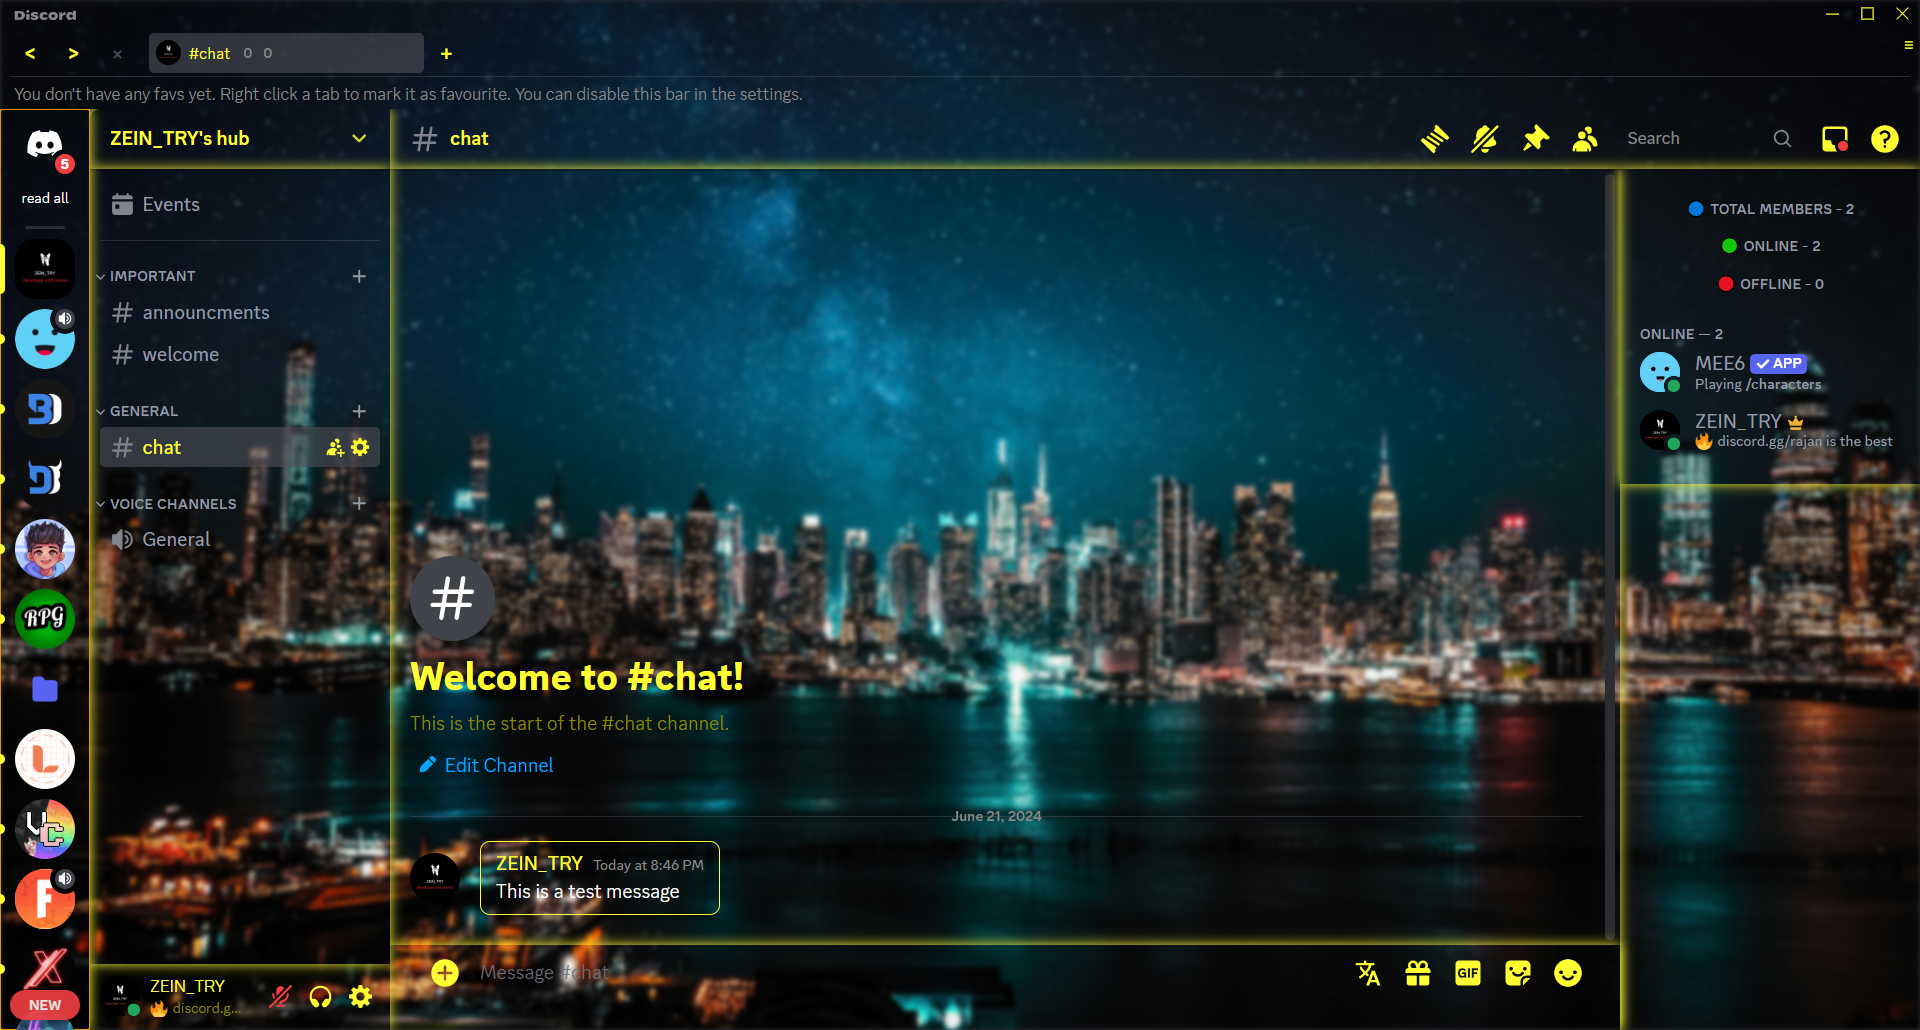 Discord
#chat 0 0
You don't have any favs yet. Right click a tab to mark it as favourite. You can disable this bar in the settings.
5
read all
ZEIN_TRY
RPG
NEW
ZEIN_TRY's hub
Events
IMPORTANT
announcments
welcome
GENERAL
chat
VOICE CHANNELS
General
ZEIN_TRY
discord.g...
chat
Search
Welcome to #chat!
This is the start of the #chat channel.
Edit Channel
June 21, 2024
ZEIN_TRY Today at 8:46 PM
This is a test message
Message #chat
GIF
TOTAL MEMBERS - 2
ONLINE - 2
OFFLINE - 0
ONLINE — 2
MEE6 APP
Playing /characters
ZEIN_TRY
discord.gg/rajan is the best